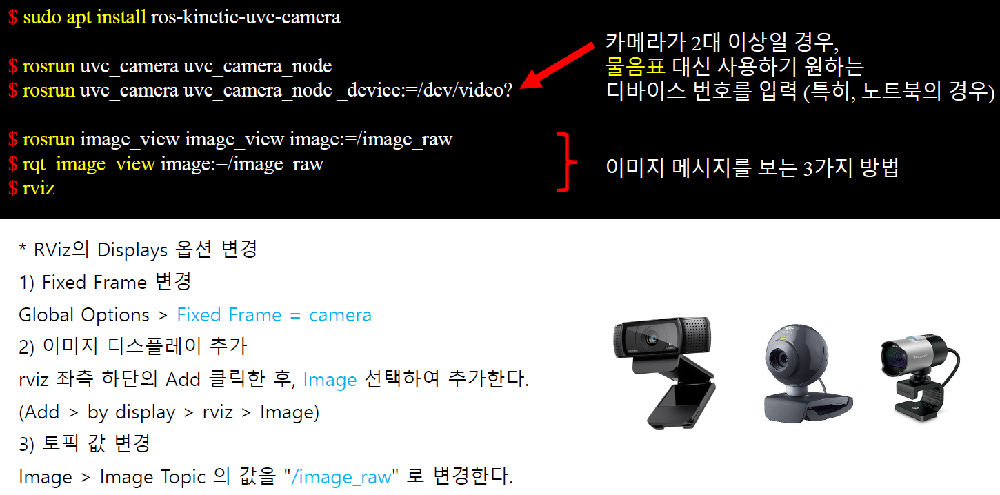 $ sudo apt install ros-kinetic-uvc-camera
$ rosrun uvc_camera uvc_camera_node
$ rosrun uvc_camera uvc_camera_node _device:=/dev/video?
카메라가 2대 이상일 경우,
물음표 대신 사용하기 원하는
디바이스 번호를 입력 (특히, 노트북의 경우)
$ rosrun image_view image_view image:=/image_raw
$ rqt_image_view image:=/image_raw
$ rviz
이미지 메시지를 보는 3가지 방법
* RViz의 Displays 옵션 변경
1) Fixed Frame 변경
Global Options > Fixed Frame = camera
2) 이미지 디스플레이 추가
rviz 좌측 하단의 Add 클릭한 후, Image 선택하여 추가한다.
(Add > by display > rviz > Image)
3) 토픽 값 변경
Image > Image Topic 의 값을 "/image_raw" 로 변경한다.
Microsoft